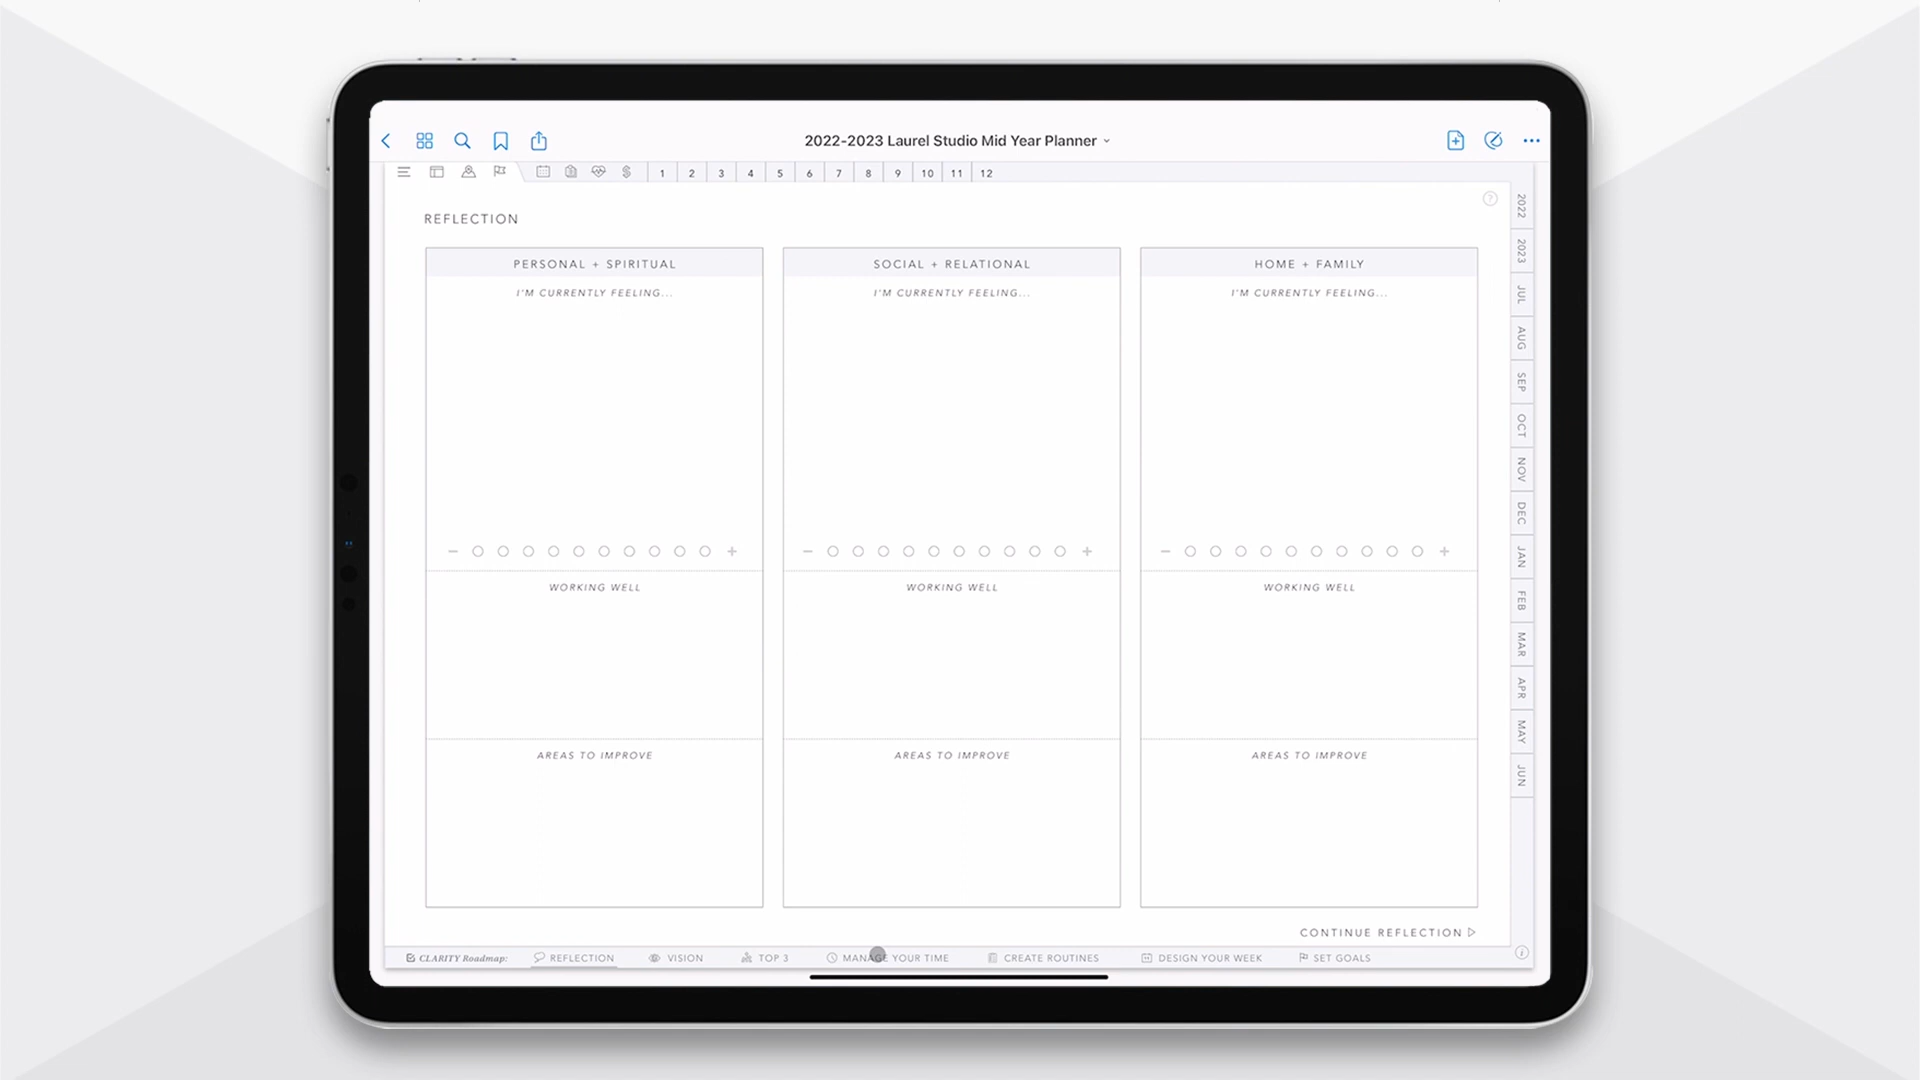 2022-2023 Laurel Studio Mid Year Planner
1 2 3 4 5 6 7 8 9 10 11 12
REFLECTION
?
PERSONAL + SPIRITUAL
I'M CURRENTLY FEELING...
WORKING WELL
AREAS TO IMPROVE
SOCIAL + RELATIONAL
I'M CURRENTLY FEELING...
WORKING WELL
AREAS TO IMPROVE
HOME + FAMILY
I'M CURRENTLY FEELING...
WORKING WELL
AREAS TO IMPROVE
CONTINUE REFLECTION
2022
2023
JUL
AUG
SEP
OCT
NOV
DEC
JAN
FEB
MAR
APR
MAY
JUN
CLARITY Roadmap: REFLECTION VISION TOP 3 MANAGE YOUR TIME CREATE ROUTINES DESIGN YOUR WEEK SET GOALS